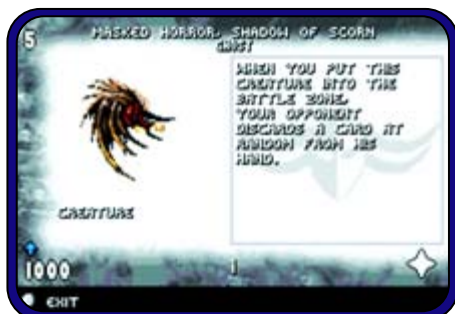 5
MASKED HORROR, SHADOW OF SCORN
GHOST
WHEN YOU PUT THIS
CREATURE INTO THE
BATTLE ZONE,
YOUR OPPONENT
DISCARDS A CARD AT
RANDOM FROM HIS
HAND.
CREATURE
1000
1
EXIT